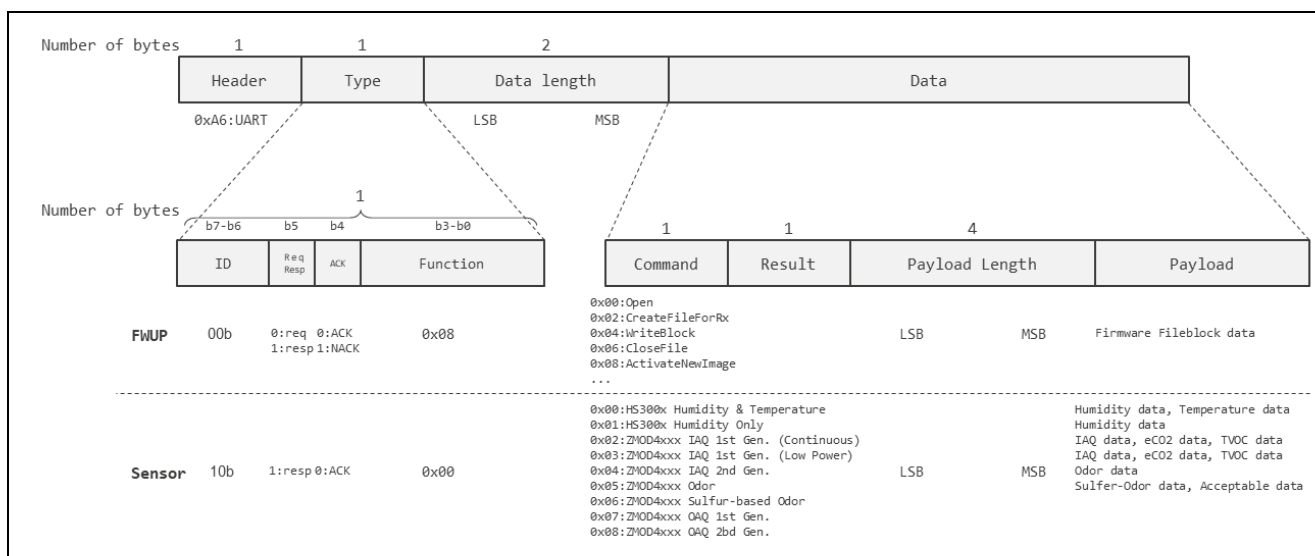 Number of bytes 1 1 2
Header Type Data length Data
0xA6:UART LSB MSB
1
Number of bytes
b7-b6 b5 b4 b3-b0 1 1 4
ID Req Resp ACK Function Command Result Payload Length Payload
FWUP 00b 0:req 0:ACK 0x08
1:resp 1:NACK
0x00:Open
0x02:CreateFileForRx
0x04:WriteBlock
0x06:CloseFile
0x08:ActivateNewImage
...
LSB MSB Firmware Fileblock data
Sensor 10b 1:resp 0:ACK 0x00
0x00:HS300x Humidity & Temperature
0x01:HS300x Humidity Only
0x02:ZMOD4xxx IAQ 1st Gen. (Continuous)
0x03:ZMOD4xxx IAQ 1st Gen. (Low Power)
0x04:ZMOD4xxx IAQ 2nd Gen.
0x05:ZMOD4xxx Odor
0x06:ZMOD4xxx Sulfur-based Odor
0x07:ZMOD4xxx OAQ 1st Gen.
0x08:ZMOD4xxx OAQ 2bd Gen.
LSB MSB
Humidity data, Temperature data
Humidity data
IAQ data, eCO2 data, TVOC data
IAQ data, eCO2 data, TVOC data
Odor data
Sulfer-Odor data, Acceptable data